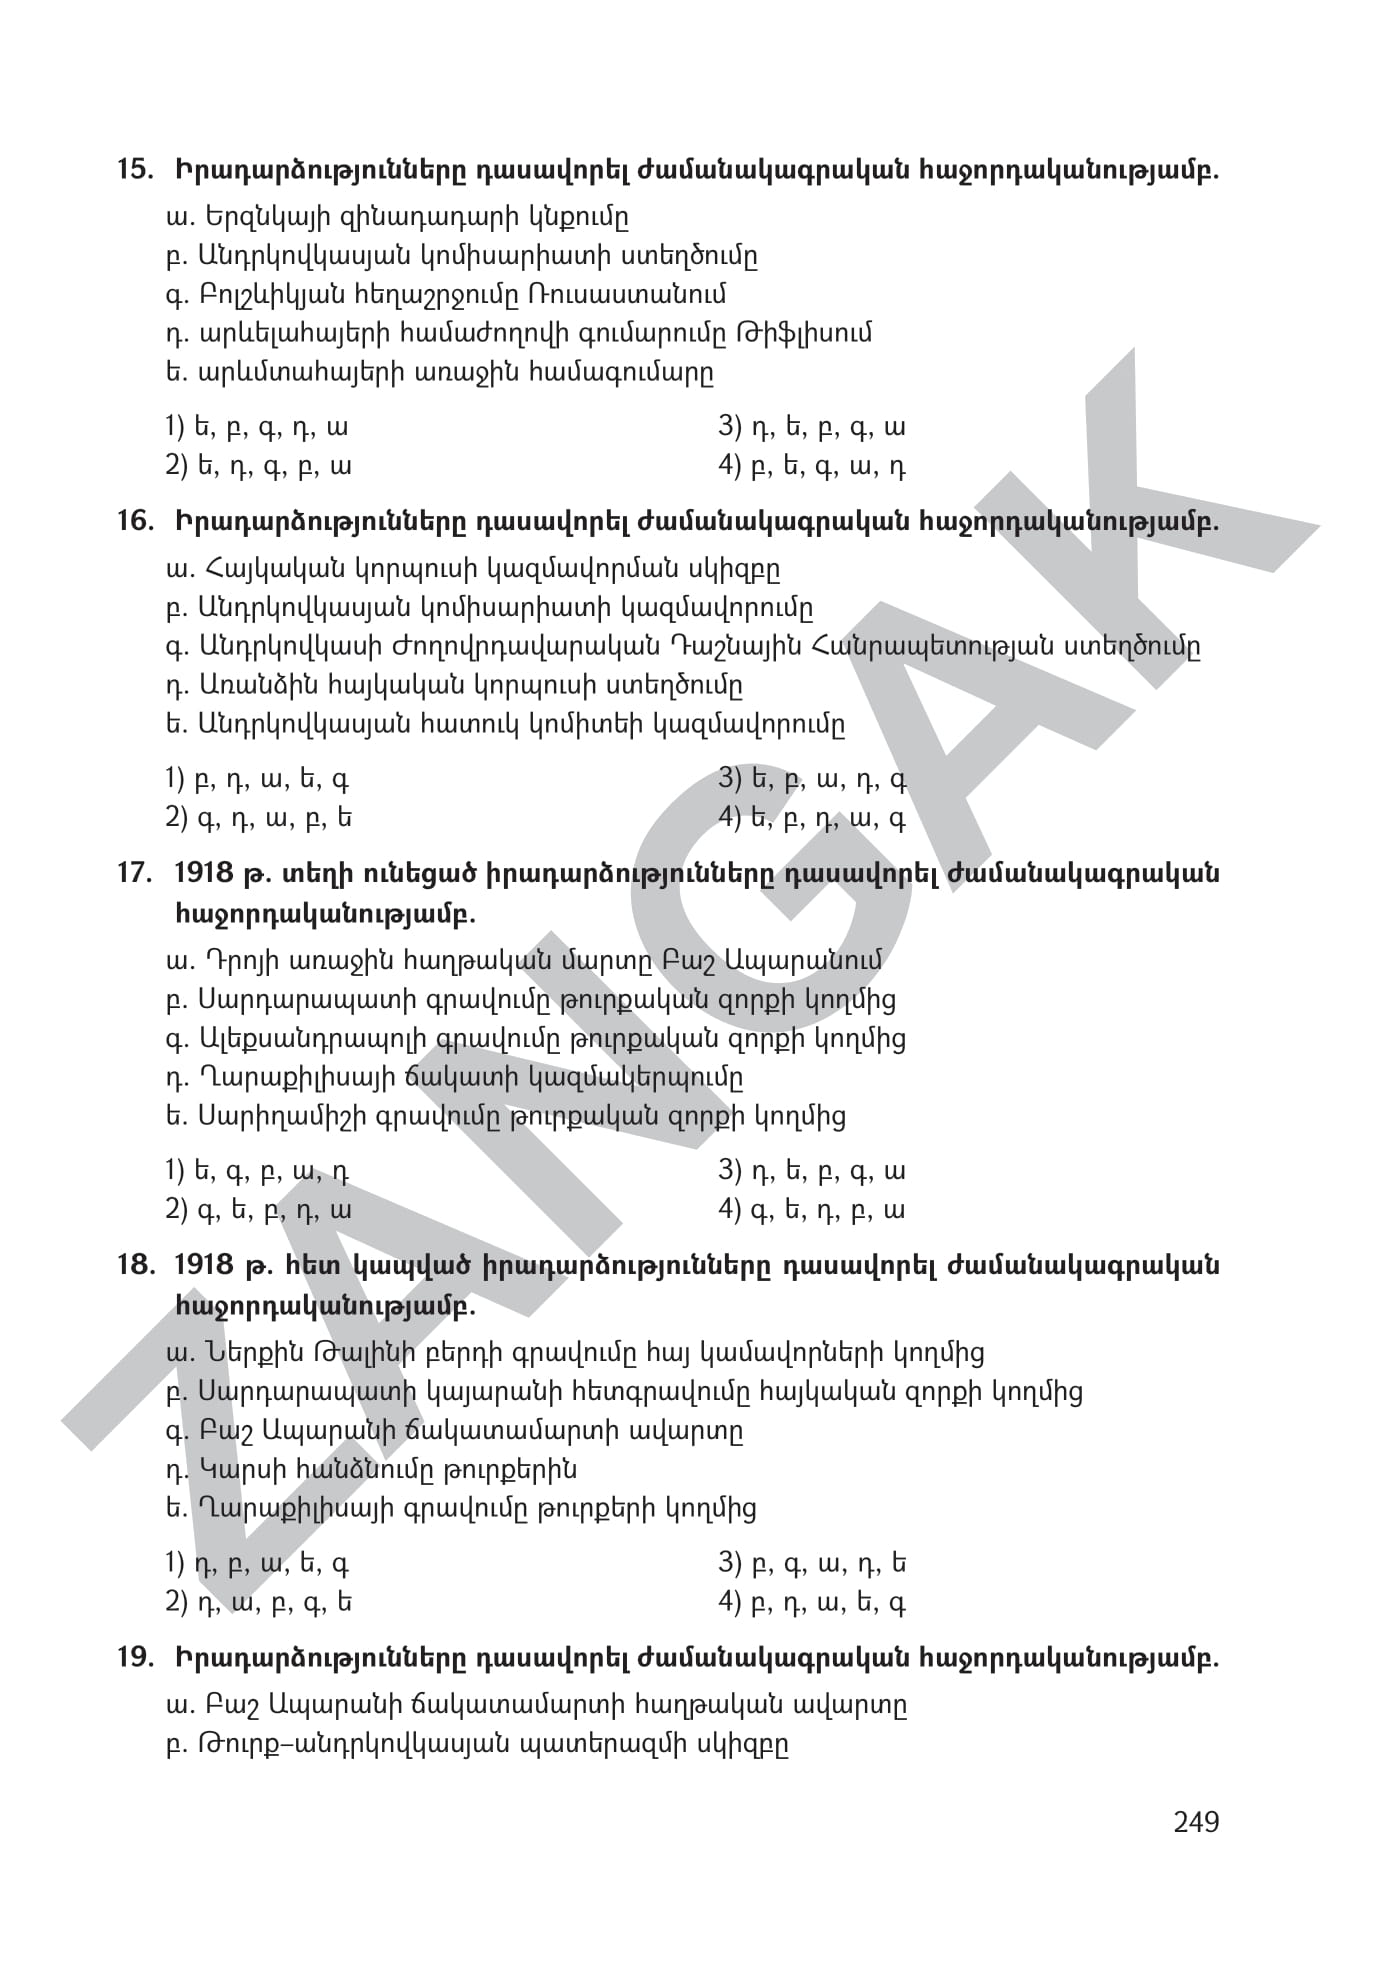 15. Իրադարձությունները դասավորել ժամանակագրական հաջորդականությամբ.
ա. Երզնկայի զինադադարի կնքումը
բ. Անդրկովկասյան կոմիսարիատի ստեղծումը
գ. Բոլշևիկյան հեղաշրջումը Ռուսաստանում
դ. արևելահայերի համաժողովի գումարումը Թիֆլիսում
ե. արևմտահայերի առաջին համագումարը
1) ե, բ, գ, դ, ա
3) դ, ե, բ, գ, ա
2) ե, դ, գ, բ, ա
4) բ, ե, գ, ա, դ
16. Իրադարձությունները դասավորել ժամանակագրական հաջորդականությամբ.
ա. Հայկական կորպուսի կազմավորման սկիզբը
բ. Անդրկովկասյան կոմիսարիատի կազմավորումը
գ. Անդրկովկասի Ժողովրդավարական Դաշնային Հանրապետության ստեղծումը
դ. Առանձին հայկական կորպուսի ստեղծումը
ե. Անդրկովկասյան հատուկ կոմիտեի կազմավորումը
1) բ, դ, ա, ե, գ
3) ե, բ, ա, դ, գ
2) գ, դ, ա, բ, ե
4) ե, բ, դ, ա, գ
17. 1918 թ. տեղի ունեցած իրադարձությունները դասավորել ժամանակագրական
հաջորդականությամբ.
ա. Դրոյի առաջին հաղթական մարտը Բաշ Ապարանում
բ. Սարդարապատի գրավումը թուրքական զորքի կողմից
գ. Ալեքսանդրապոլի գրավումը թուրքական զորքի կողմից
դ. Ղարաքիլիսայի ճակատի կազմակերպումը
ե. Սարիղամիշի գրավումը թուրքական զորքի կողմից
1) ե, գ, բ, ա, դ
3) դ, ե, բ, գ, ա
2) գ, ե, բ, դ, ա
4) գ, ե, դ, բ, ա
18. 1918 թ. հետ կապված իրադարձությունները դասավորել ժամանակագրական
հաջորդականությամբ.
ա. Ներքին Թալինի բերդի գրավումը հայ կամավորների կողմից
բ. Սարդարապատի կայարանի հետգրավումը հայկական զորքի կողմից
գ. Բաշ Ապարանի ճակատամարտի ավարտը
դ. Կարսի հանձնումը թուրքերին
ե. Ղարաքիլիսայի գրավումը թուրքերի կողմից
1) դ, բ, ա, ե, գ
3) բ, գ, ա, դ, ե
2) դ, ա, բ, գ, ե
4) բ, դ, ա, ե, գ
19. Իրադարձությունները դասավորել ժամանակագրական հաջորդականությամբ.
ա. Բաշ Ապարանի ճակատամարտի հաղթական ավարտը
բ. Թուրք–անդրկովկասյան պատերազմի սկիզբը
249
ZANGAK